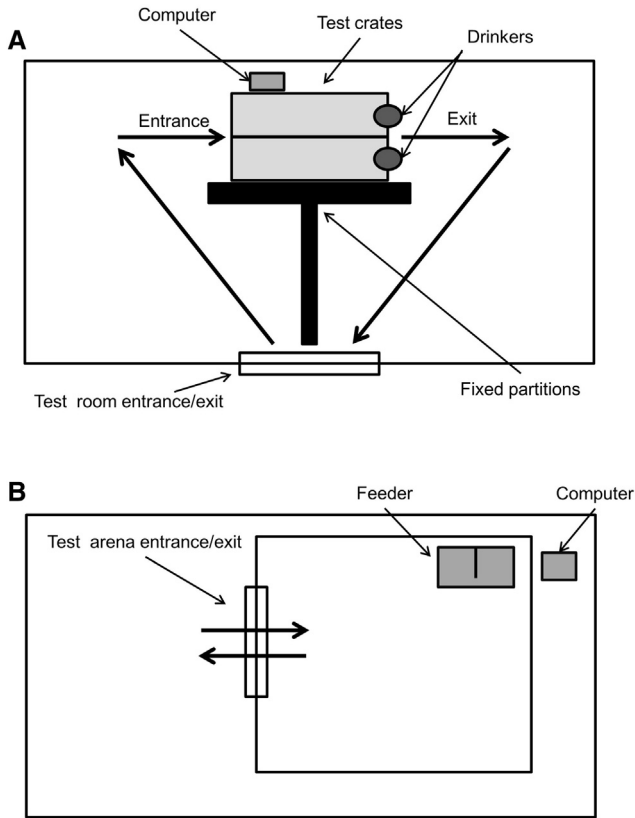 A
Computer
Test crates
Drinkers
Entrance
Exit
Fixed partitions
Test room entrance/exit
B
Feeder
Computer
Test arena entrance/exit